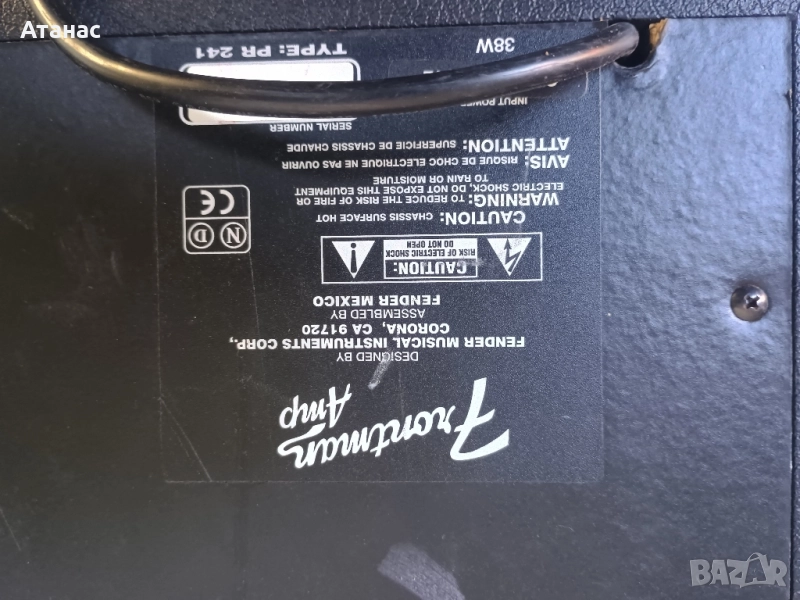 Атанас
Frontman
Amp
DESIGNED BY
FENDER MUSICAL INSTRUMENTS CORP.,
CORONA, CA 91720
ASSEMBLED BY
FENDER MEXICO
CAUTION:
RISK OF ELECTRIC SHOCK
DO NOT OPEN
CAUTION: CHASSIS SURFACE HOT
WARNING: TO REDUCE THE RISK OF FIRE OR
ELECTRIC SHOCK, DO NOT EXPOSE THIS EQUIPMENT
TO RAIN OR MOISTURE
AVIS: RISQUE DE CHOC ELECTRIQUE NE PAS OUVRIR
ATTENTION: SUPERFICIE DE CHASSIS CHAUDE
N D
CE
INPUT POWER
38W
SERIAL NUMBER
TYPE: PR 241
BAZAR